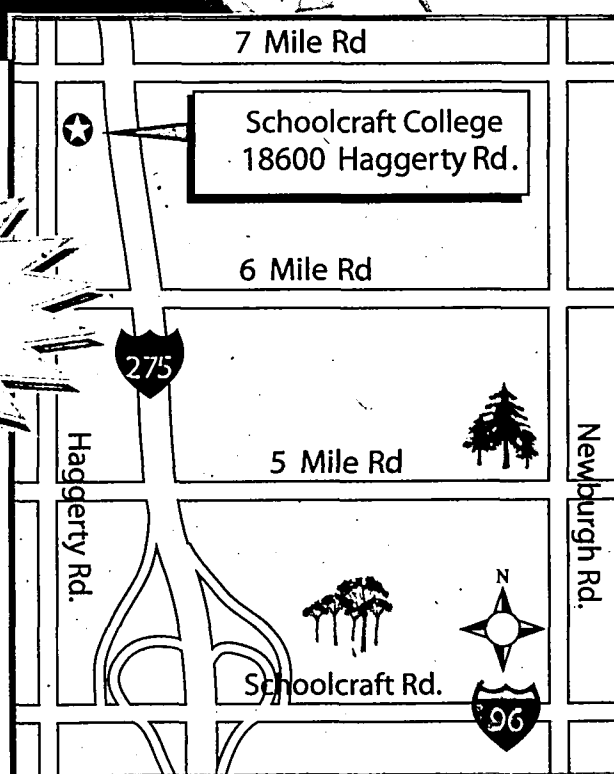 7 Mile Rd
Schoolcraft College
18600 Haggerty Rd.
6 Mile Rd
275
5 Mile Rd
Haggerty Rd.
Newburgh Rd.
N
Schoolcraft Rd.
96